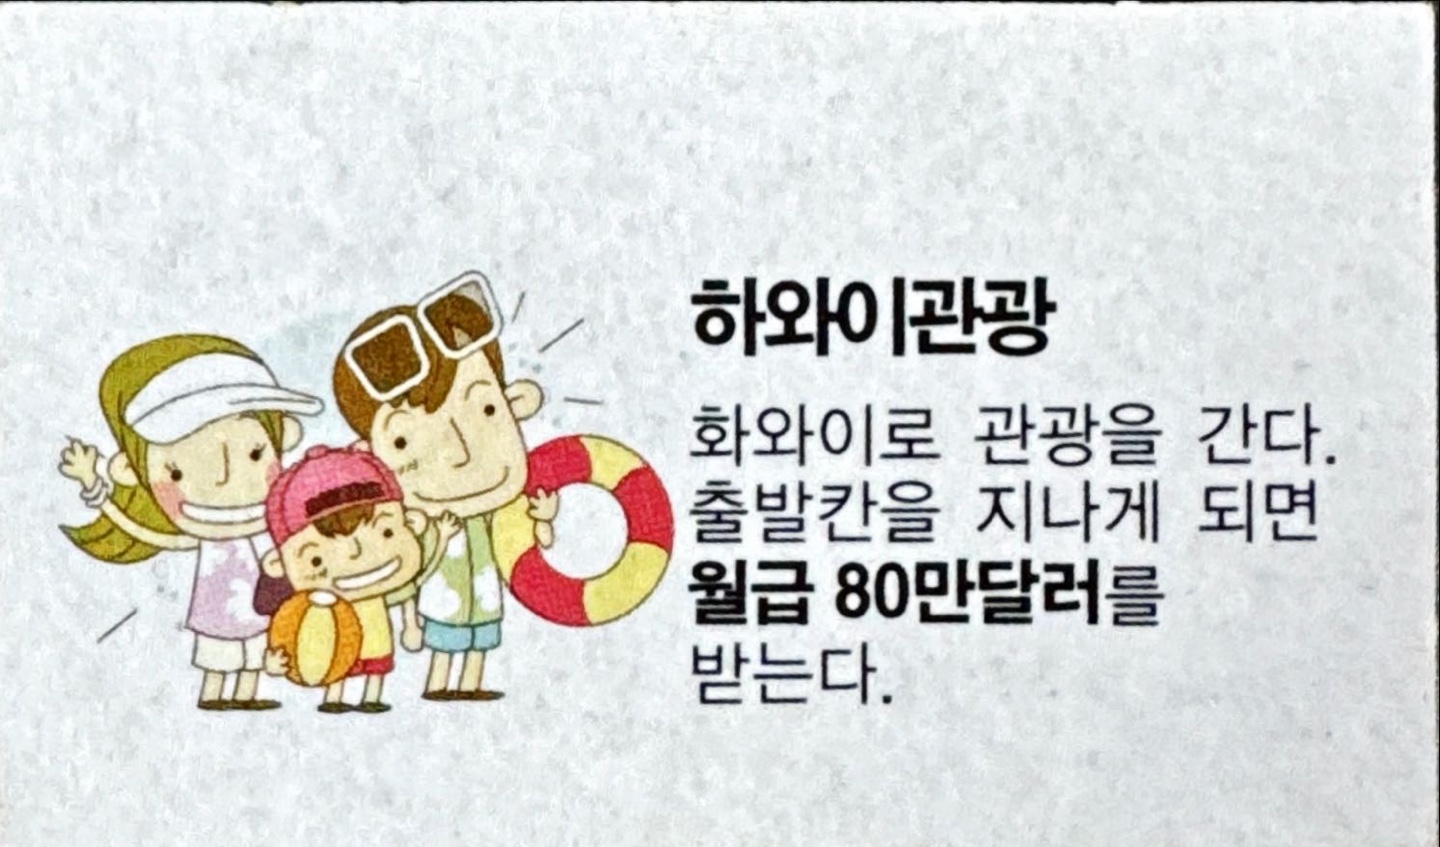 하와이관광
화와이로 관광을 간다.
출발칸을 지나게 되면
월급 80만달러를
받는다.